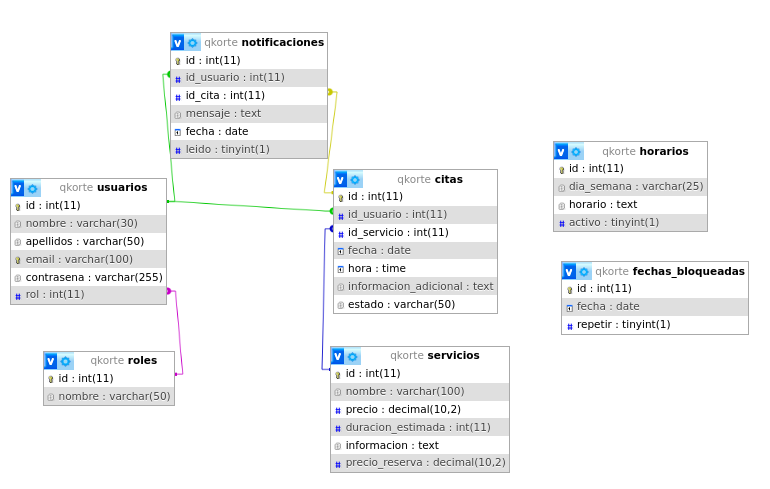 v qkorte notificaciones
id : int(11)
# id_usuario : int(11)
# id_cita : int(11)
mensaje : text
fecha : date
# leido : tinyint(1)
v qkorte usuarios
id : int(11)
nombre : varchar(30)
apellidos : varchar(50)
email : varchar(100)
contrasena : varchar(255)
# rol : int(11)
v qkorte roles
id : int(11)
nombre : varchar(50)
v qkorte citas
id : int(11)
# id_usuario : int(11)
# id_servicio : int(11)
fecha : date
hora : time
informacion_adicional : text
estado : varchar(50)
v qkorte servicios
id : int(11)
nombre : varchar(100)
# precio : decimal(10,2)
# duracion_estimada : int(11)
informacion : text
# precio_reserva : decimal(10,2)
v qkorte horarios
id : int(11)
dia_semana : varchar(25)
horario : text
# activo : tinyint(1)
v qkorte fechas_bloqueadas
id : int(11)
fecha : date
# repetir : tinyint(1)